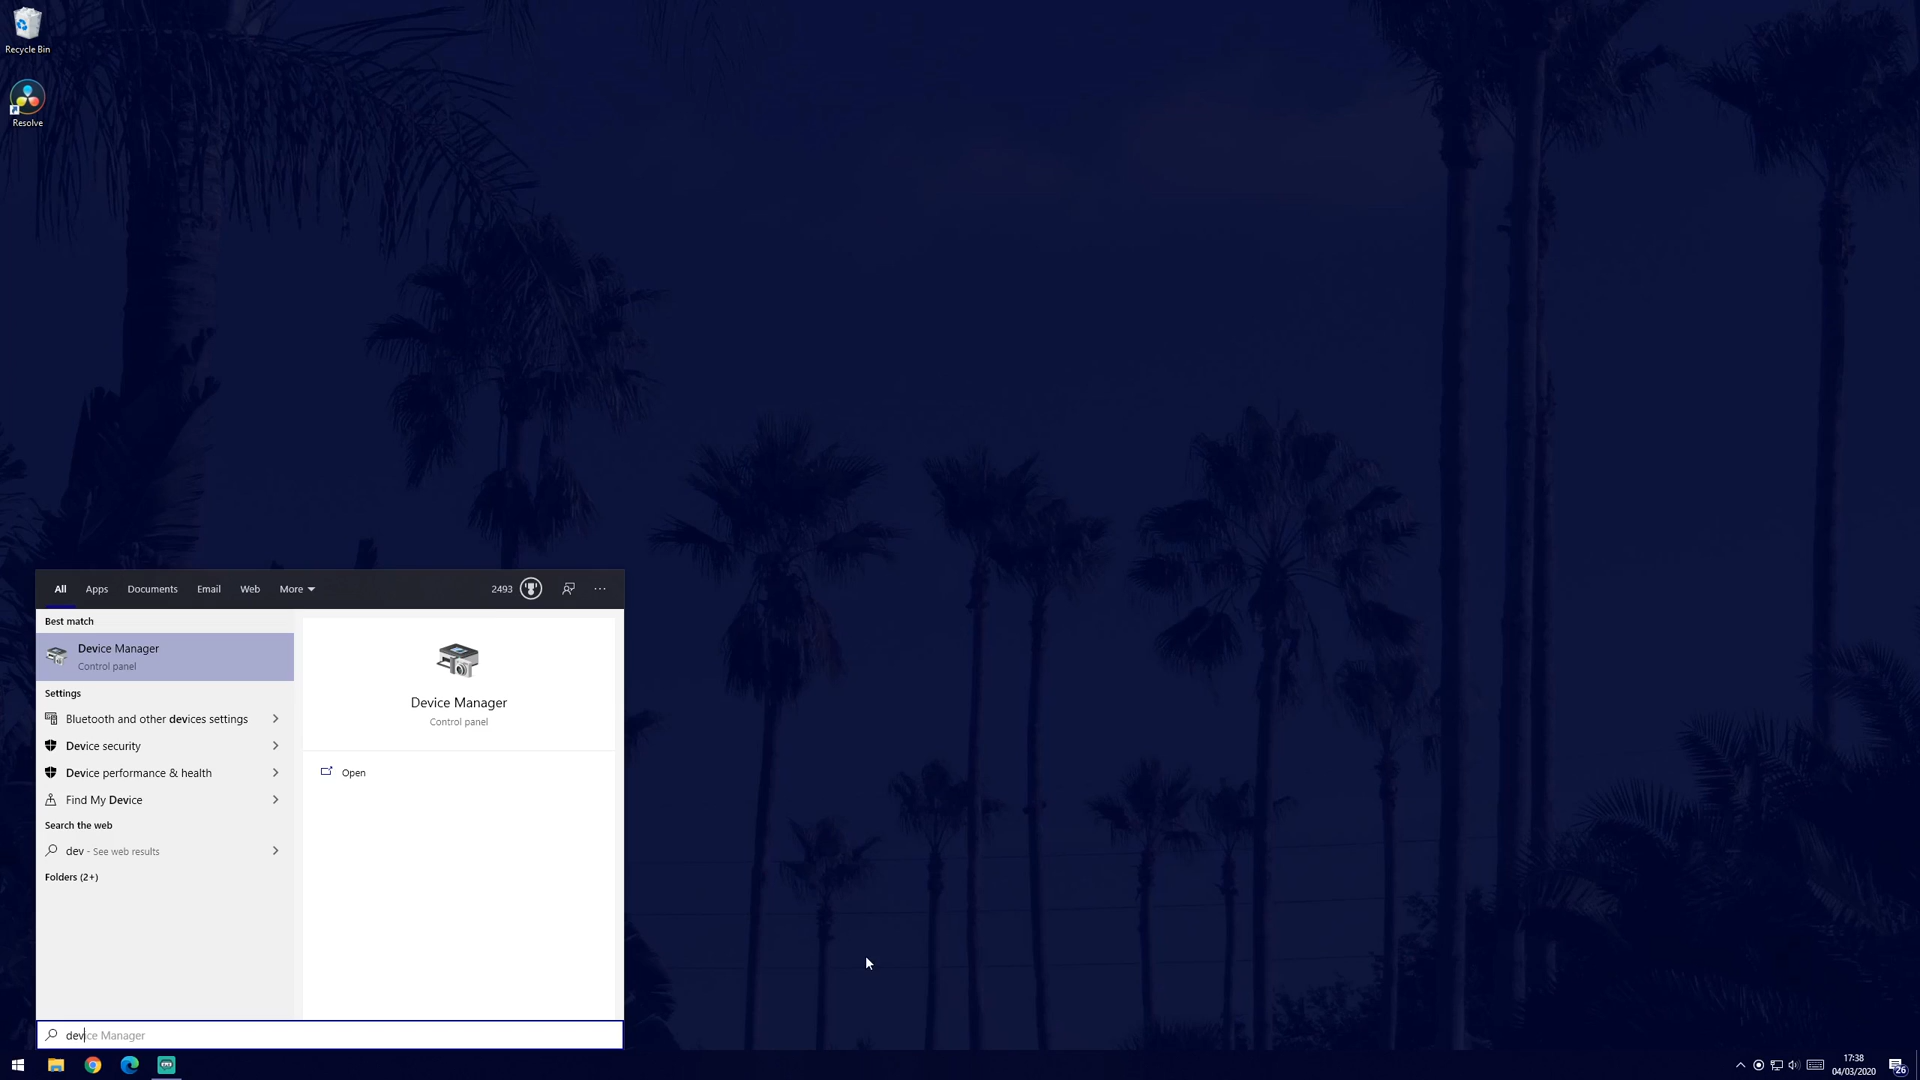 Recycle Bin
Resolve
All Apps Documents Email Web More 2493 ...
Best match
Device Manager
Control panel
Settings
Bluetooth and other devices settings
Device security
Device performance & health
Find My Device
Search the web
dev - See web results
Folders (2+)
Device Manager
Control panel
Open
device Manager
17:38
04/03/2020
26